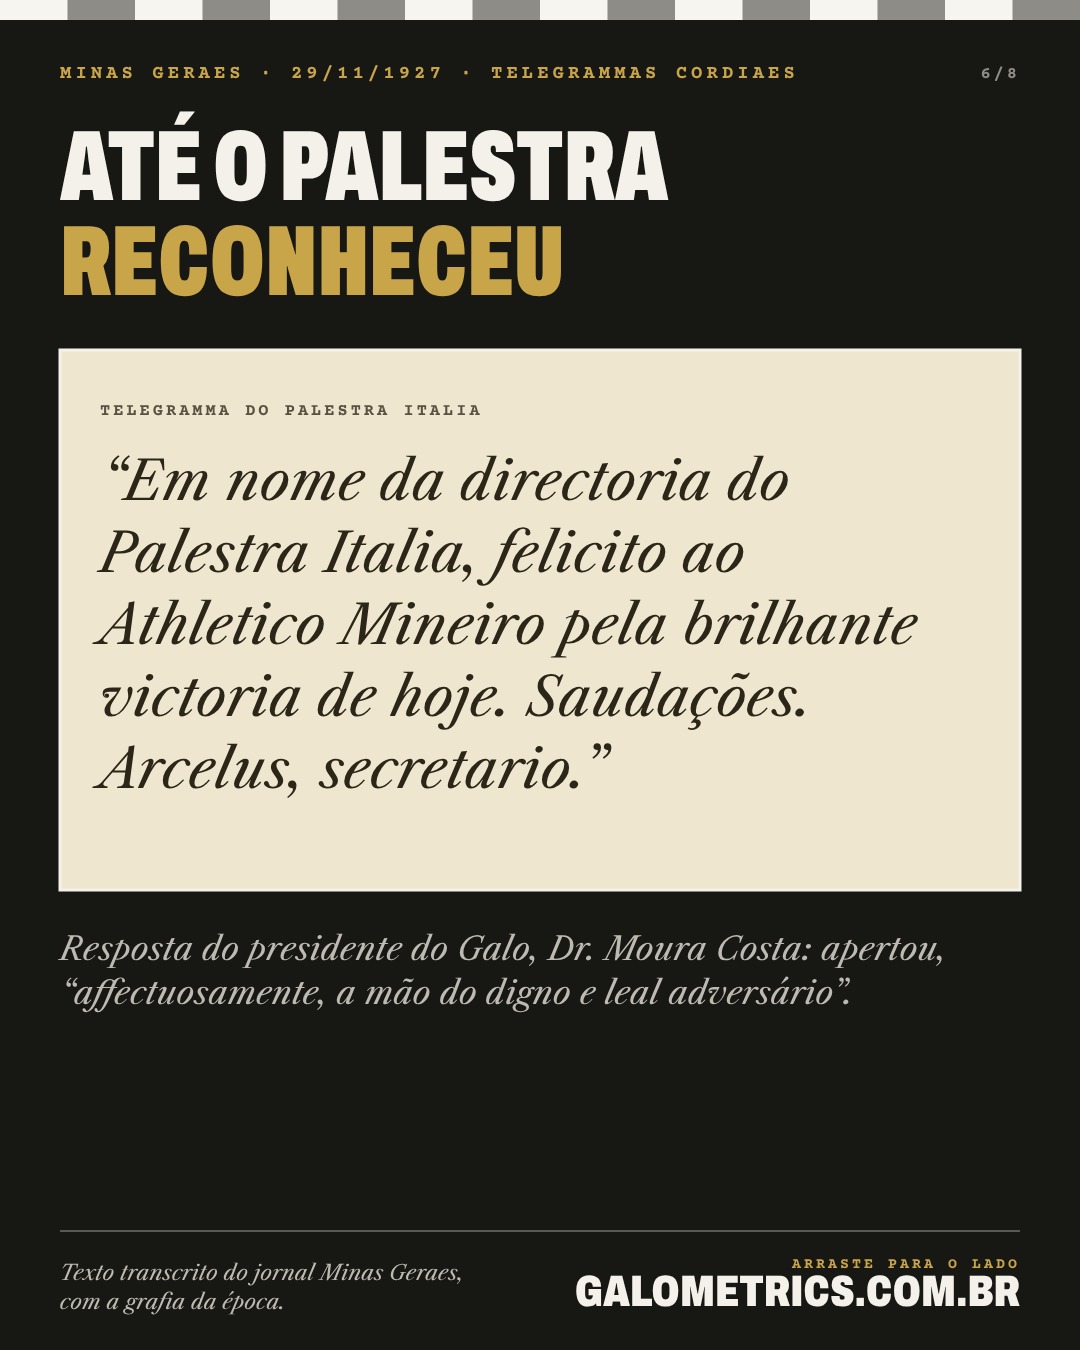 MINAS GERAES · 29/11/1927 · TELEGRAMMAS CORDIAES
6/8
ATÉ O PALESTRA
RECONHECEU
TELEGRAMMA DO PALESTRA ITALIA
“Em nome da directoria do
Palestra Italia, felicito ao
Athletico Mineiro pela brilhante
victoria de hoje. Saudações.
Arcelus, secretario.”
Resposta do presidente do Galo, Dr. Moura Costa: apertou,
“affectuosamente, a mão do digno e leal adversário”.
Texto transcrito do jornal Minas Geraes,
com a grafia da época.
ARRASTE PARA O LADO
GALOMETRICS.COM.BR